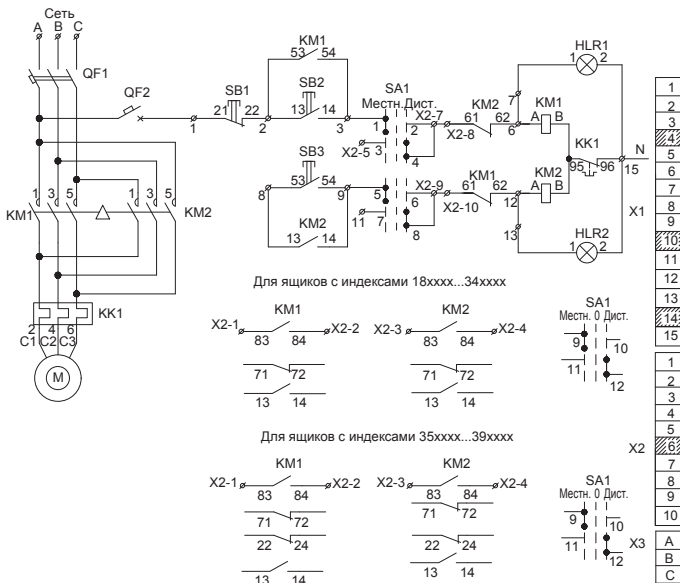 Сеть
A B C
QF1
QF2
SB1
21 22
1
2
KM1
53 54
SB2
13 14
3
SB3
53 54
8
9
KM2
13 14
SA1
Местн. Дист.
1
2
X2-5 3
4
X2-7
X2-8
KM2
61 62
6
7
KM1
A B
HLR1
1 2
KK1
95 96
N
15
5
6
11
7
8
X2-9
X2-10
KM1
61 62
12
13
KM2
A B
HLR2
1 2
KM1
1 3 5
1 3 5
KM2
KK1
2 4 6
C1 C2 C3
M
Для ящиков с индексами 18xxxx...34xxxx
KM1
X2-1 X2-2
83 84
71 72
13 14
KM2
X2-3 X2-4
83 84
71 72
13 14
SA1
Местн. 0 Дист.
9
10
11
12
Для ящиков с индексами 35xxxx...39xxxx
KM1
X2-1 X2-2
83 84
71 72
22 24
13 14
KM2
X2-3 X2-4
83 84
71 72
22 24
13 14
SA1
Местн. 0 Дист.
9
10
11
12
X1
1
2
3
4
5
6
7
8
9
10
11
12
13
14
15
X2
1
2
3
4
5
6
7
8
9
10
X3
A
B
C